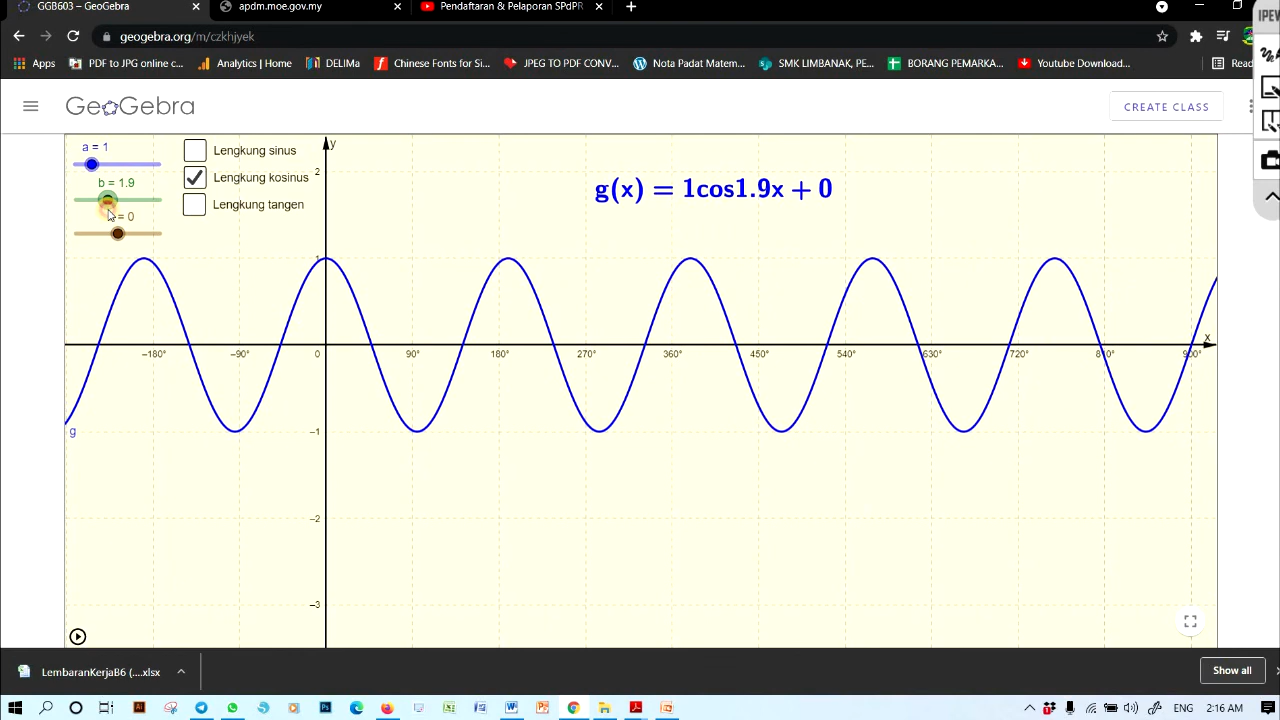 GGB603 – GeoGebra
apdm.moe.gov.my
Pendaftaran & Pelaporan SPdPR
geogebra.org/m/czkhjyek
IPEV
Apps
PDF to JPG online c...
Analytics | Home
DELIMa
Chinese Fonts for Si...
JPEG TO PDF CONV...
Nota Padat Matem...
SMK LIMBANAK, PE...
BORANG PEMARKA...
Youtube Download...
Read
GeoGebra
CREATE CLASS
a = 1
b = 1.9
= 0
Lengkung sinus
Lengkung kosinus
Lengkung tangen
g(x) = 1cos1.9x + 0
y
2
1
x
−180°
−90°
0
90°
180°
270°
360°
450°
540°
630°
720°
810°
900°
g
−1
−2
−3
LembaranKerjaB6 (....xlsx
Show all
ENG
2:16 AM